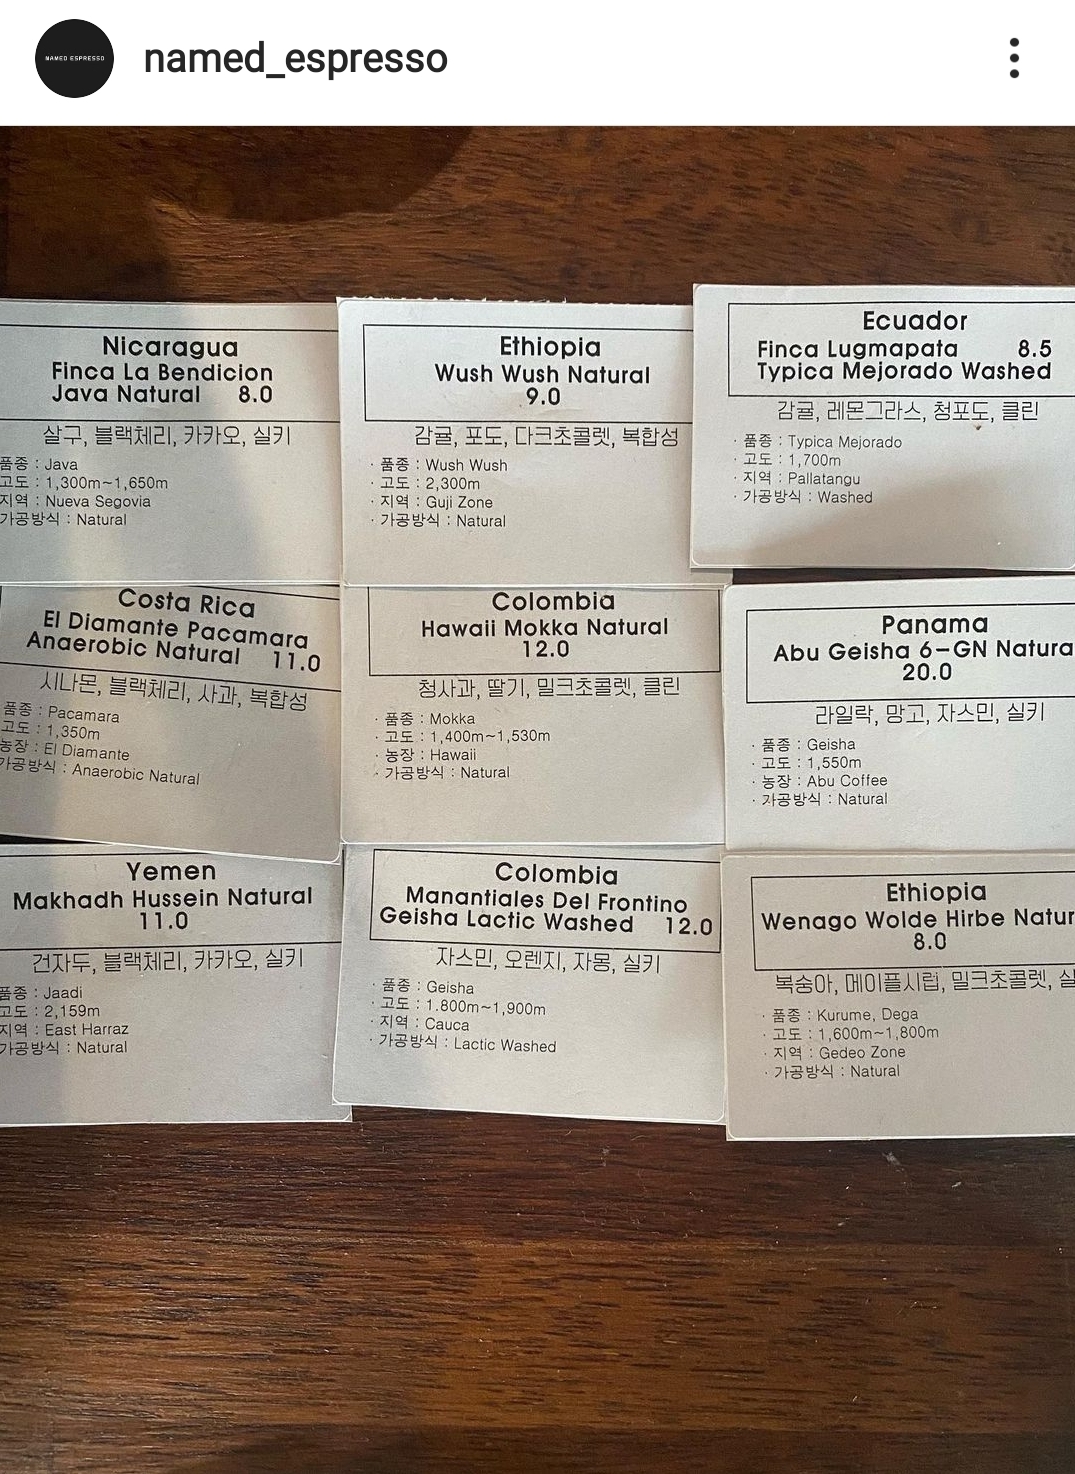 NAMED ESPRESSO
named_espresso
Nicaragua
Finca La Bendicion
Java Natural 8.0
살구, 블랙체리, 카카오, 실키
품종 : Java
고도 : 1,300m~1,650m
지역 : Nueva Segovia
가공방식 : Natural
Ethiopia
Wush Wush Natural
9.0
감귤, 포도, 다크초콜렛, 복합성
· 품종 : Wush Wush
· 고도 : 2,300m
· 지역 : Guji Zone
· 가공방식 : Natural
Ecuador
Finca Lugmapata 8.5
Typica Mejorado Washed
감귤, 레몬그라스, 청포도, 클린
· 품종 : Typica Mejorado
· 고도 : 1,700m
· 지역 : Pallatangu
· 가공방식 : Washed
Costa Rica
El Diamante Pacamara
Anaerobic Natural 11.0
시나몬, 블랙체리, 사과, 복합성
품종 : Pacamara
고도 : 1,350m
농장 : El Diamante
가공방식 : Anaerobic Natural
Colombia
Hawaii Mokka Natural
12.0
청사과, 딸기, 밀크초콜렛, 클린
· 품종 : Mokka
· 고도 : 1,400m~1,530m
· 농장 : Hawaii
· 가공방식 : Natural
Panama
Abu Geisha 6-GN Natura
20.0
라일락, 망고, 자스민, 실키
· 품종 : Geisha
· 고도 : 1,550m
· 농장 : Abu Coffee
· 가공방식 : Natural
Yemen
Makhadh Hussein Natural
11.0
건자두, 블랙체리, 카카오, 실키
품종 : Jaadi
고도 : 2,159m
지역 : East Harraz
가공방식 : Natural
Colombia
Manantiales Del Frontino
Geisha Lactic Washed 12.0
자스민, 오렌지, 자몽, 실키
· 품종 : Geisha
· 고도 : 1.800m~1,900m
· 지역 : Cauca
· 가공방식 : Lactic Washed
Ethiopia
Wenago Wolde Hirbe Natur
8.0
복숭아, 메이플시럽, 밀크초콜렛, 실
· 품종 : Kurume, Dega
· 고도 : 1,600m~1,800m
· 지역 : Gedeo Zone
· 가공방식 : Natural